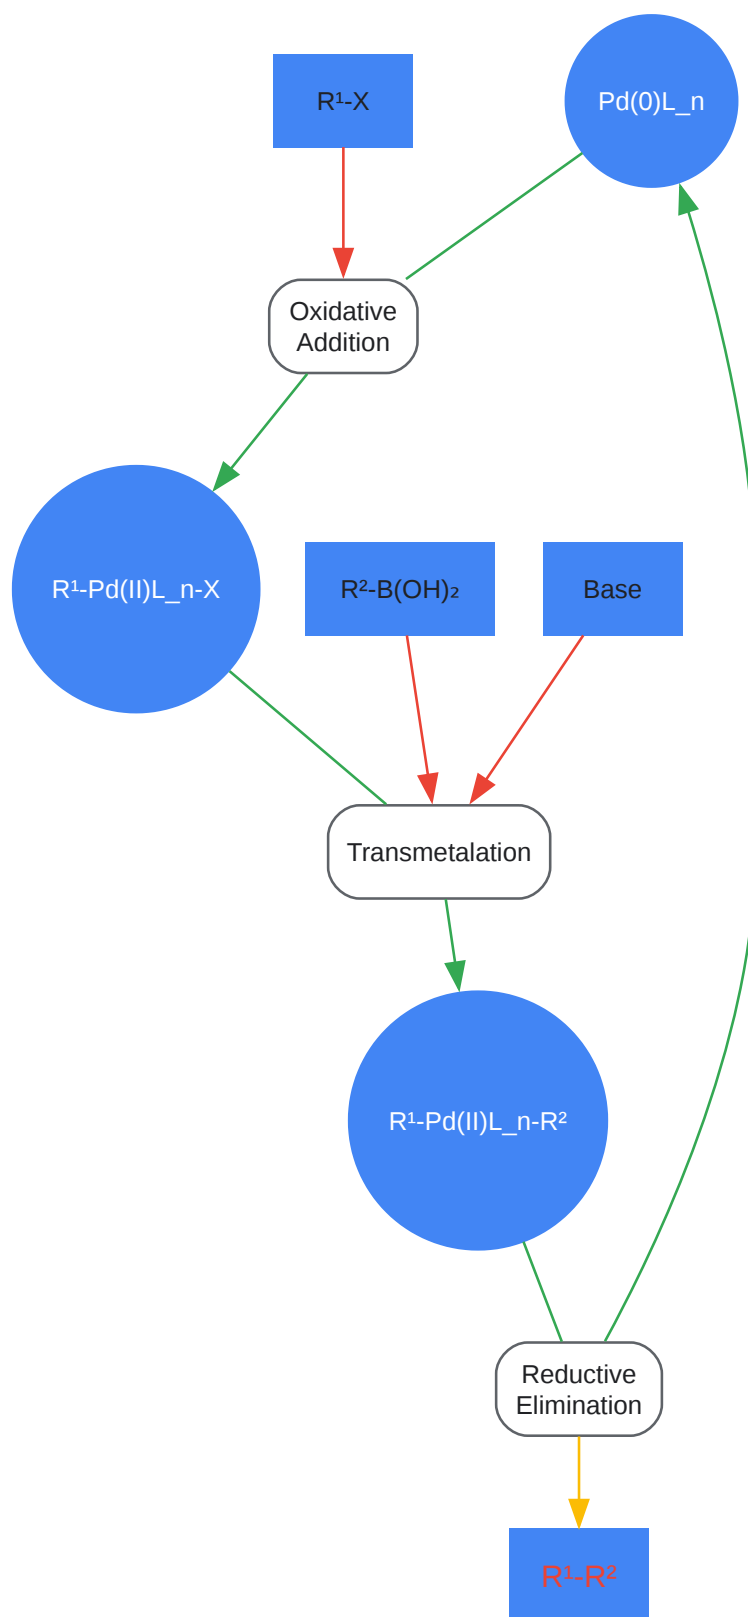 R¹-X
Pd(0)L_n
Oxidative
Addition
R¹-Pd(II)L_n-X
R²-B(OH)₂
Base
Transmetalation
R¹-Pd(II)L_n-R²
Reductive
Elimination
R¹-R²